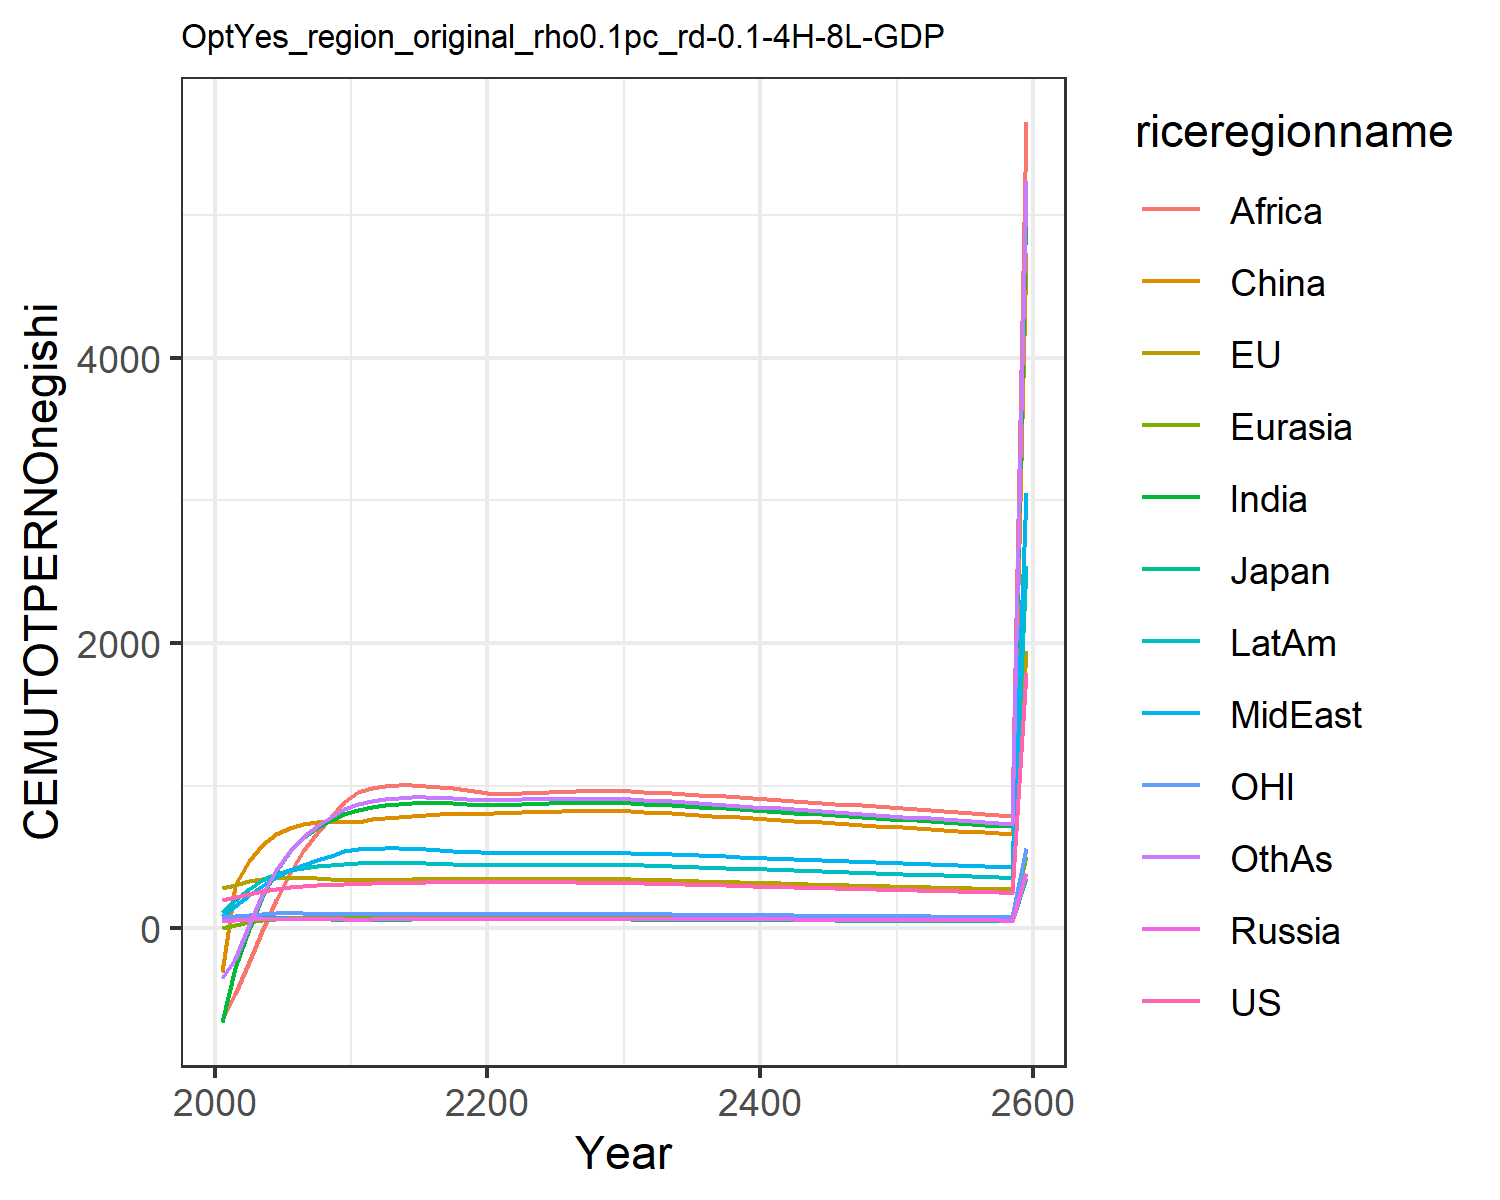 OptYes_region_original_rho0.1pc_rd-0.1-4H-8L-GDP
CEMUTOTPERNOnegishi
4000
2000
0
2000
2200
2400
2600
Year
riceregionname
Africa
China
EU
Eurasia
India
Japan
LatAm
MidEast
OHI
OthAs
Russia
US